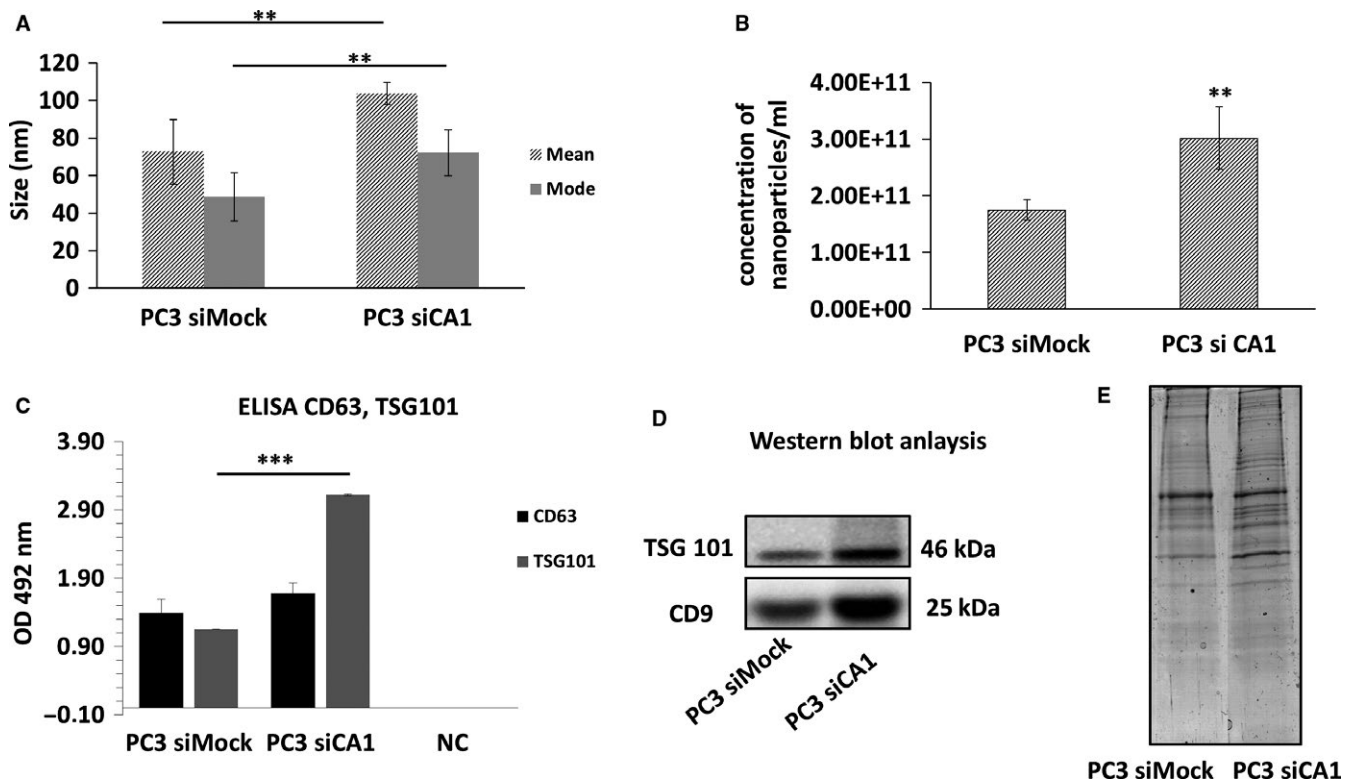 A
**
**
120
100
80
60
40
20
0
Size (nm)
Mean
Mode
PC3 siMock
PC3 siCA1
B
4.00E+11
3.00E+11
2.00E+11
1.00E+11
0.00E+00
concentration of
nanoparticles/ml
**
PC3 siMock
PC3 si CA1
C
ELISA CD63, TSG101
3.90
2.90
1.90
0.90
−0.10
OD 492 nm
***
CD63
TSG101
PC3 siMock
PC3 siCA1
NC
D
Western blot anlaysis
TSG 101
46 kDa
CD9
25 kDa
PC3 siMock
PC3 siCA1
E
PC3 siMock
PC3 siCA1